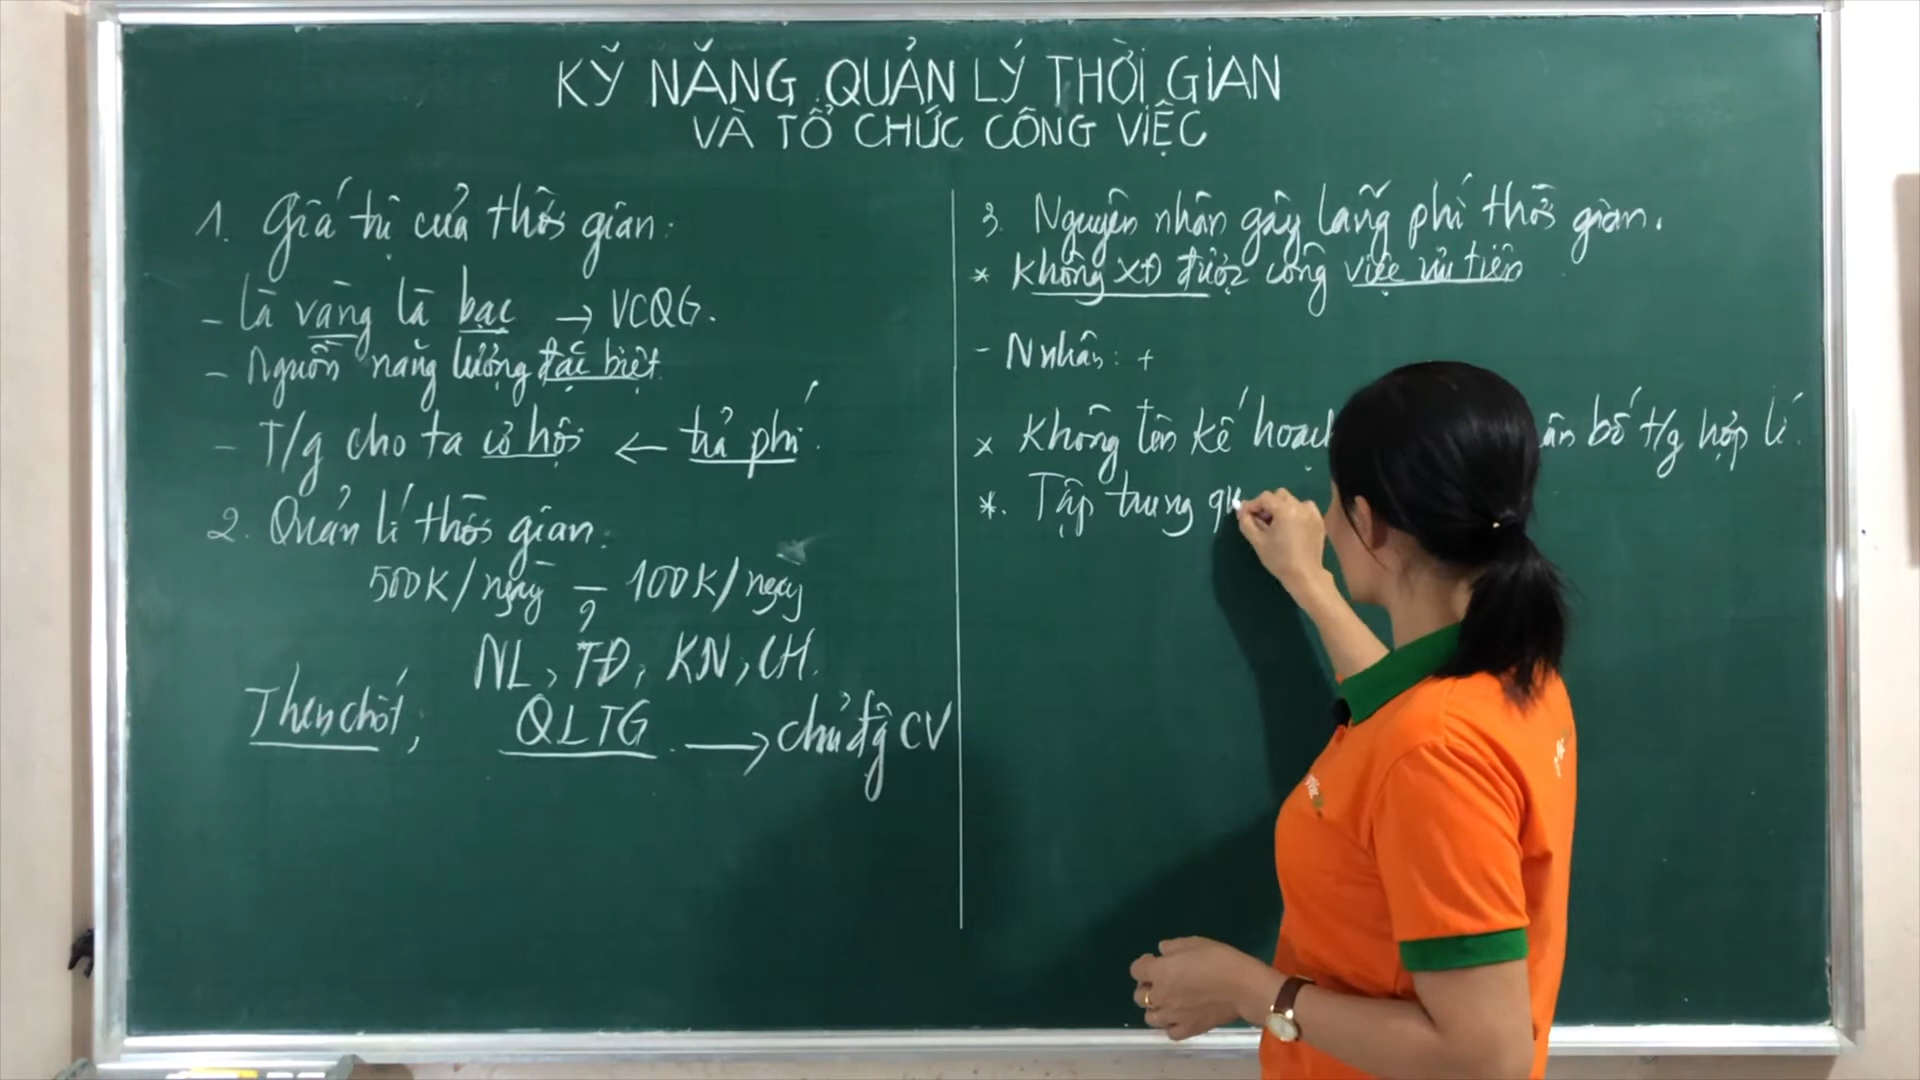 KỸ NĂNG QUẢN LÝ THỜI GIAN
VÀ TỔ CHỨC CÔNG VIỆC
1. Giá trị của thời gian:
- Là vàng là bạc → VCQG.
- Nguồn năng lượng đặc biệt
- T/g cho ta cơ hội ← trả phí.
2. Quản lí thời gian:
500K/ngày - 100K/ngày
?
NL, TĐ, KN, CH.
Then chốt, QLTG → chủ độ CV
3. Nguyên nhân gây lãng phí thời gian.
* Không XĐ được công việc ưu tiên
- N nhân: +
* Không lên kế hoạch ân bố t/g hợp lí.
*. Tập trung qu